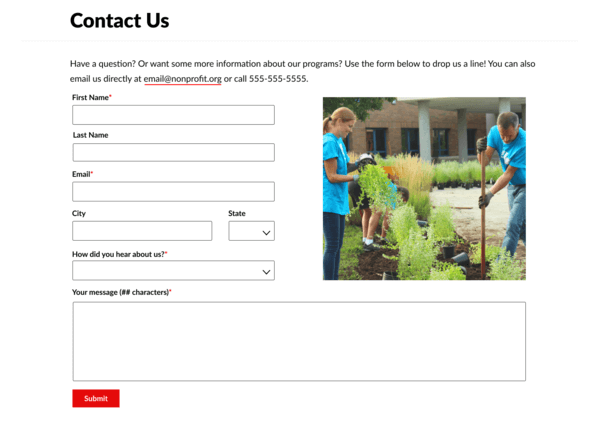 Contact Us
Have a question? Or want some more information about our programs? Use the form below to drop us a line! You can also
email us directly at email@nonprofit.org or call 555-555-5555.
First Name*
Last Name
Email*
City
State
How did you hear about us?*
Your message (## characters)*
Submit